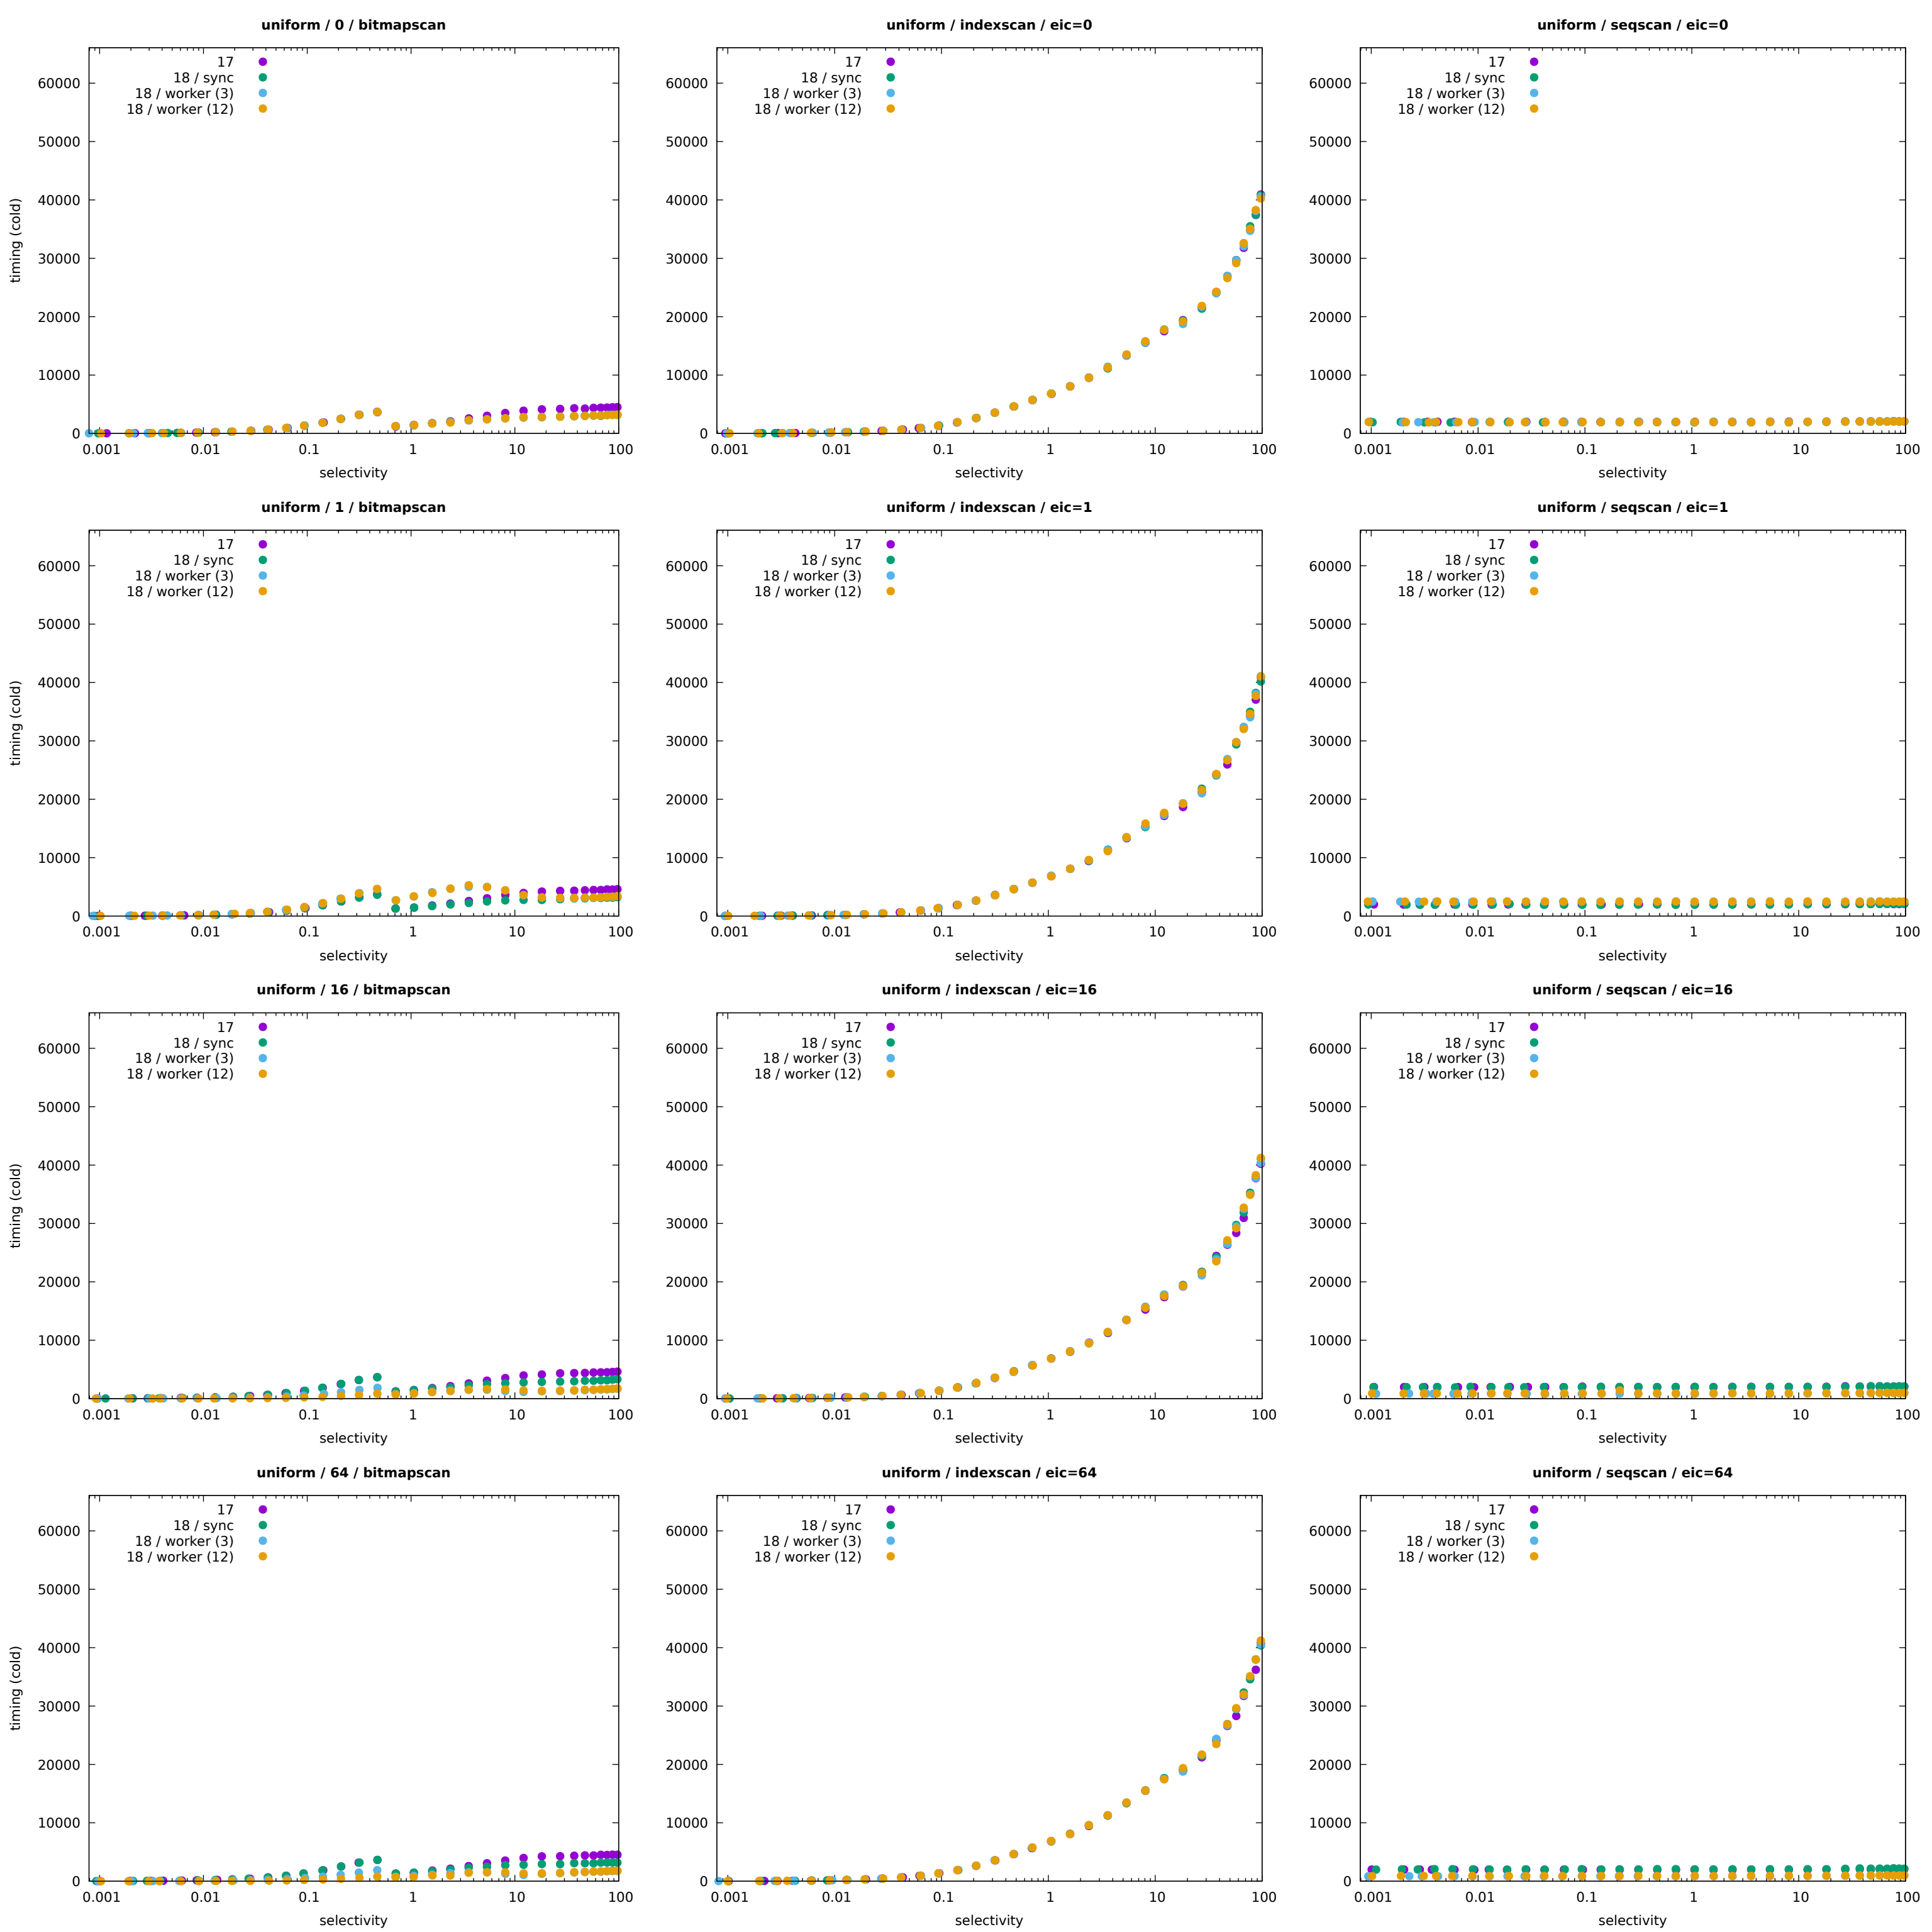 uniform / 0 / bitmapscan
17
18 / sync
18 / worker (3)
18 / worker (12)
60000
50000
40000
30000
20000
10000
0
timing (cold)
0.001 0.01 0.1 1 10 100
selectivity
uniform / indexscan / eic=0
17
18 / sync
18 / worker (3)
18 / worker (12)
60000
50000
40000
30000
20000
10000
0
0.001 0.01 0.1 1 10 100
selectivity
uniform / seqscan / eic=0
17
18 / sync
18 / worker (3)
18 / worker (12)
60000
50000
40000
30000
20000
10000
0
0.001 0.01 0.1 1 10 100
selectivity
uniform / 1 / bitmapscan
17
18 / sync
18 / worker (3)
18 / worker (12)
60000
50000
40000
30000
20000
10000
0
timing (cold)
0.001 0.01 0.1 1 10 100
selectivity
uniform / indexscan / eic=1
17
18 / sync
18 / worker (3)
18 / worker (12)
60000
50000
40000
30000
20000
10000
0
0.001 0.01 0.1 1 10 100
selectivity
uniform / seqscan / eic=1
17
18 / sync
18 / worker (3)
18 / worker (12)
60000
50000
40000
30000
20000
10000
0
0.001 0.01 0.1 1 10 100
selectivity
uniform / 16 / bitmapscan
17
18 / sync
18 / worker (3)
18 / worker (12)
60000
50000
40000
30000
20000
10000
0
timing (cold)
0.001 0.01 0.1 1 10 100
selectivity
uniform / indexscan / eic=16
17
18 / sync
18 / worker (3)
18 / worker (12)
60000
50000
40000
30000
20000
10000
0
0.001 0.01 0.1 1 10 100
selectivity
uniform / seqscan / eic=16
17
18 / sync
18 / worker (3)
18 / worker (12)
60000
50000
40000
30000
20000
10000
0
0.001 0.01 0.1 1 10 100
selectivity
uniform / 64 / bitmapscan
17
18 / sync
18 / worker (3)
18 / worker (12)
60000
50000
40000
30000
20000
10000
0
timing (cold)
0.001 0.01 0.1 1 10 100
selectivity
uniform / indexscan / eic=64
17
18 / sync
18 / worker (3)
18 / worker (12)
60000
50000
40000
30000
20000
10000
0
0.001 0.01 0.1 1 10 100
selectivity
uniform / seqscan / eic=64
17
18 / sync
18 / worker (3)
18 / worker (12)
60000
50000
40000
30000
20000
10000
0
0.001 0.01 0.1 1 10 100
selectivity